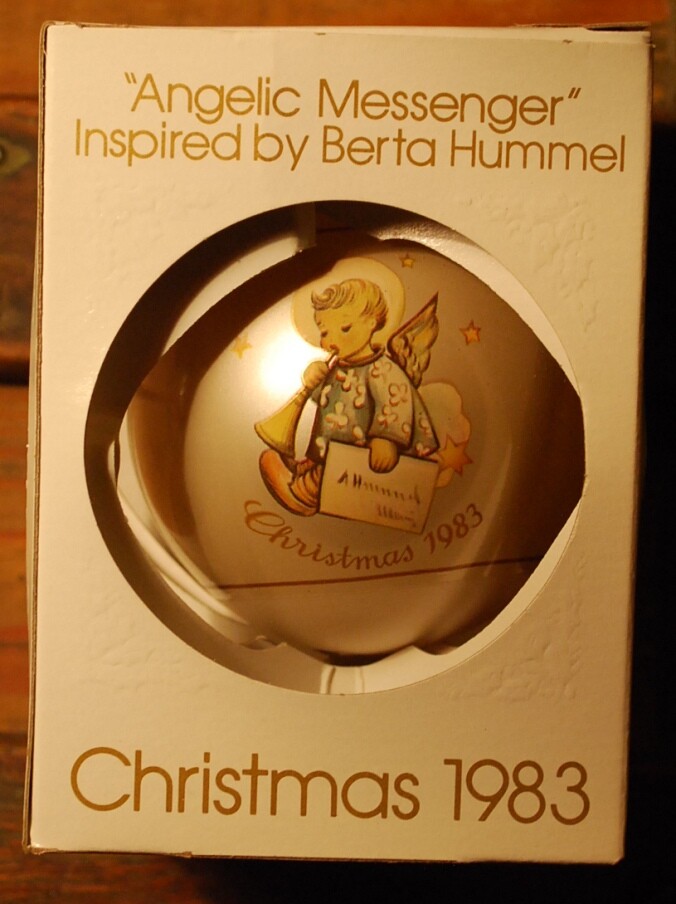 "Angelic Messenger"
Inspired by Berta Hummel
Christmas 1983
Christmas 1983